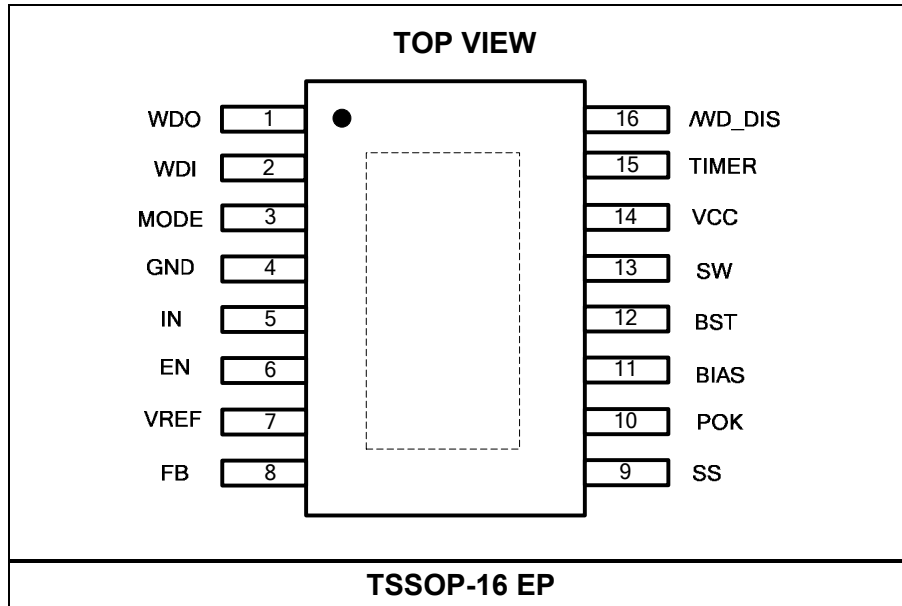 TOP VIEW
WDO 1 16 /WD_DIS
WDI 2 15 TIMER
MODE 3 14 VCC
GND 4 13 SW
IN 5 12 BST
EN 6 11 BIAS
VREF 7 10 POK
FB 8 9 SS
TSSOP-16 EP